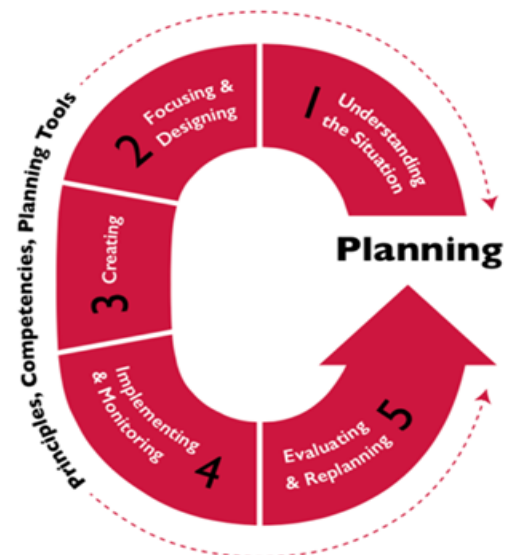 1
Understanding
the Situation
2
Focusing &
Designing
3
Creating
4
Implementing
& Monitoring
5
Evaluating
& Replanning
Planning
Principles, Competencies, Planning Tools